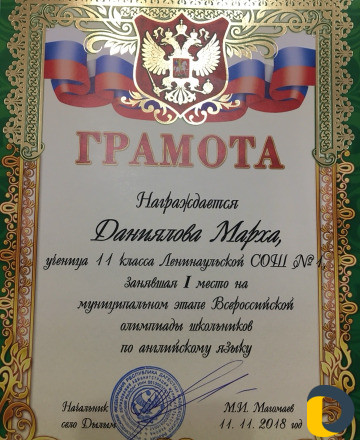 ГРАМОТА
Награждается
Даниялова Марха,
ученица 11 класса Ленинаульской СОШ №1,
занявшая I место на
муниципальном этапе Всероссийской
олимпиады школьников
по английскому языку
Начальник М.И. Магомаев
село Дылым 11.11.2018 год